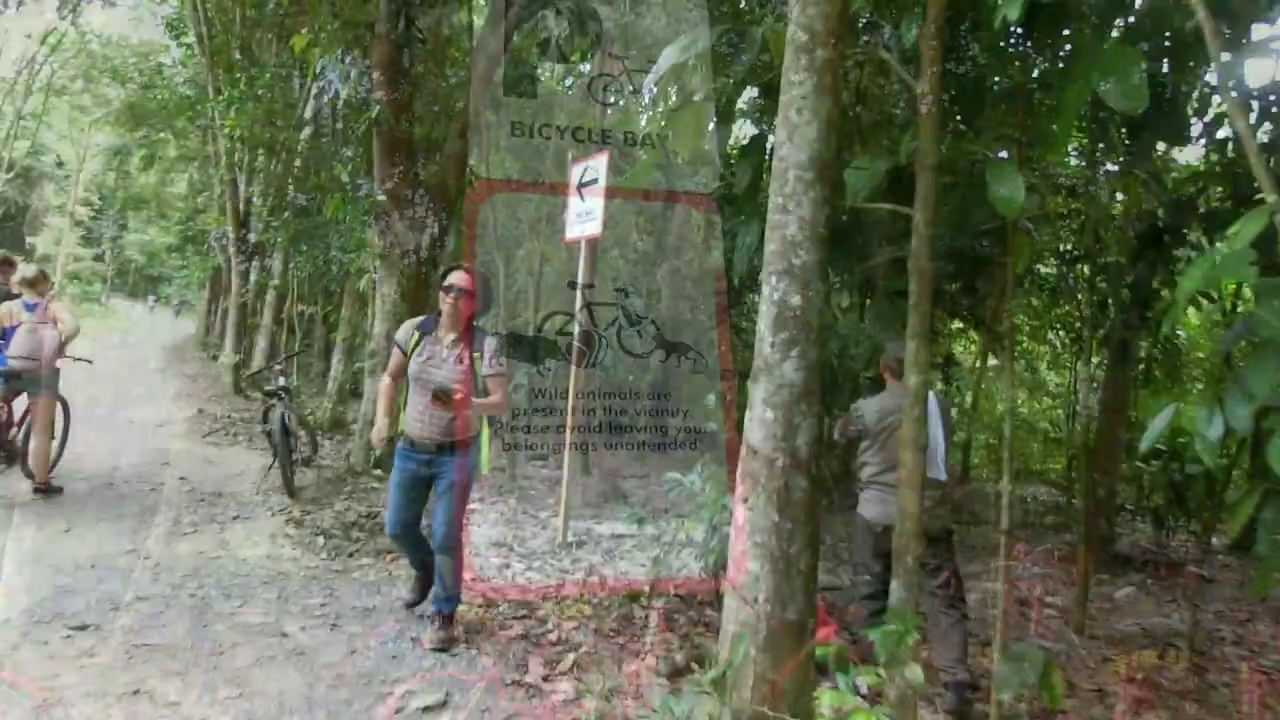 BICYCLE BAY
Wild animals are
present in the vicinity.
Please avoid leaving your
belongings unattended.